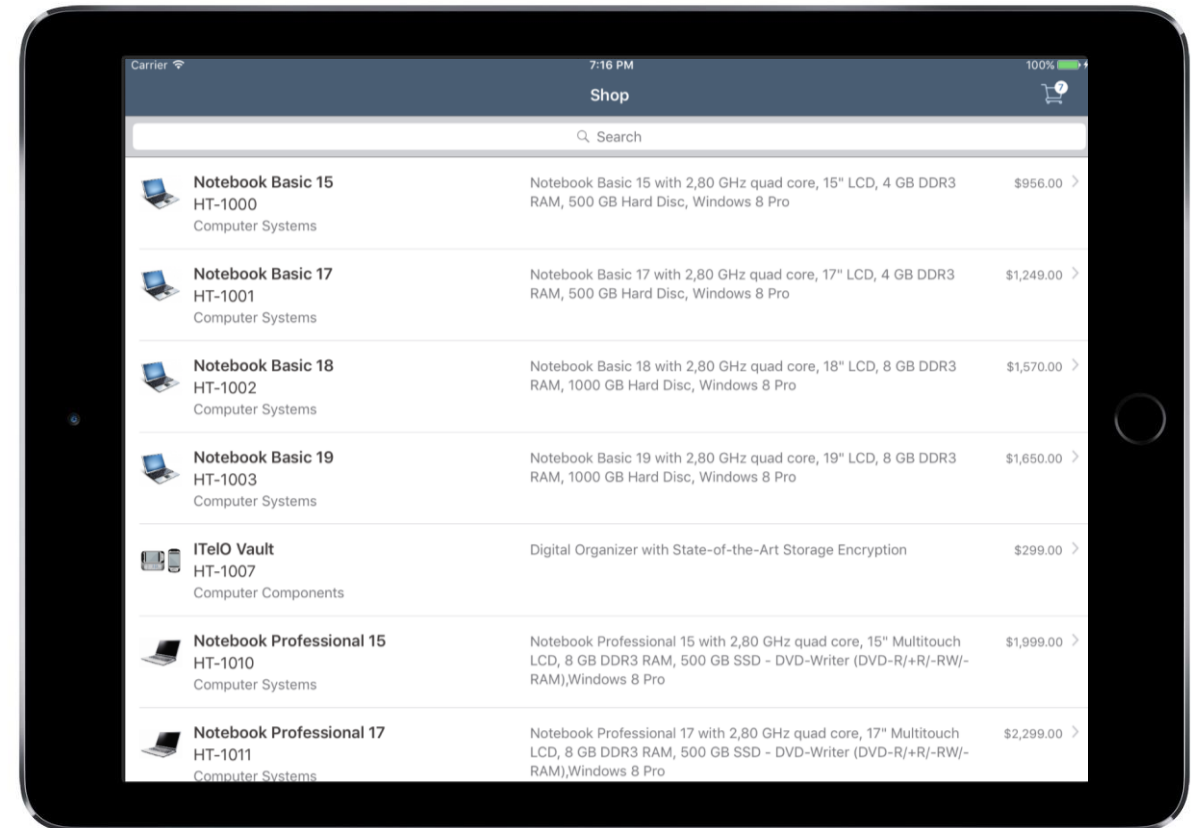 Carrier
7:16 PM
100%
Shop
7
Search
Notebook Basic 15
HT-1000
Computer Systems
Notebook Basic 15 with 2,80 GHz quad core, 15" LCD, 4 GB DDR3
RAM, 500 GB Hard Disc, Windows 8 Pro
$956.00
Notebook Basic 17
HT-1001
Computer Systems
Notebook Basic 17 with 2,80 GHz quad core, 17" LCD, 4 GB DDR3
RAM, 500 GB Hard Disc, Windows 8 Pro
$1,249.00
Notebook Basic 18
HT-1002
Computer Systems
Notebook Basic 18 with 2,80 GHz quad core, 18" LCD, 8 GB DDR3
RAM, 1000 GB Hard Disc, Windows 8 Pro
$1,570.00
Notebook Basic 19
HT-1003
Computer Systems
Notebook Basic 19 with 2,80 GHz quad core, 19" LCD, 8 GB DDR3
RAM, 1000 GB Hard Disc, Windows 8 Pro
$1,650.00
ITelO Vault
HT-1007
Computer Components
Digital Organizer with State-of-the-Art Storage Encryption
$299.00
Notebook Professional 15
HT-1010
Computer Systems
Notebook Professional 15 with 2,80 GHz quad core, 15" Multitouch
LCD, 8 GB DDR3 RAM, 500 GB SSD - DVD-Writer (DVD-R/+R/-RW/-
RAM),Windows 8 Pro
$1,999.00
Notebook Professional 17
HT-1011
Computer Systems
Notebook Professional 17 with 2,80 GHz quad core, 17" Multitouch
LCD, 8 GB DDR3 RAM, 500 GB SSD - DVD-Writer (DVD-R/+R/-RW/-
RAM),Windows 8 Pro
$2,299.00